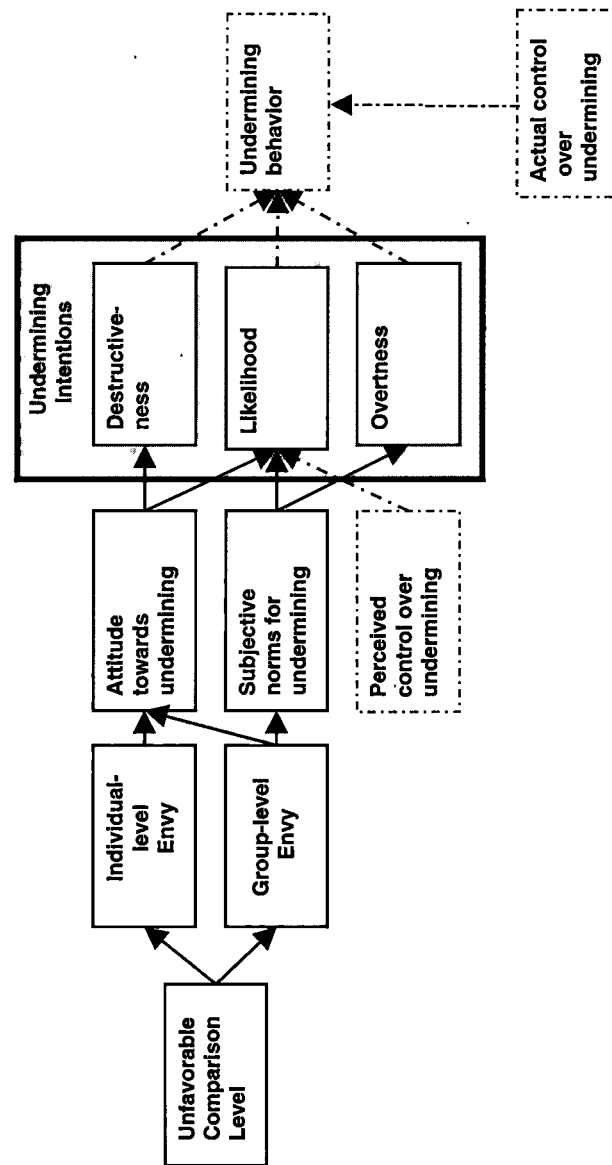 Unfavorable
Comparison
Level
Individual-
level
Envy
Group-level
Envy
Attitude
towards
undermining
Subjective
norms for
undermining
Perceived
control over
undermining
Undermining
Intentions
Destructive-
ness
Likelihood
Overtness
Undermining
behavior
Actual control
over
undermining